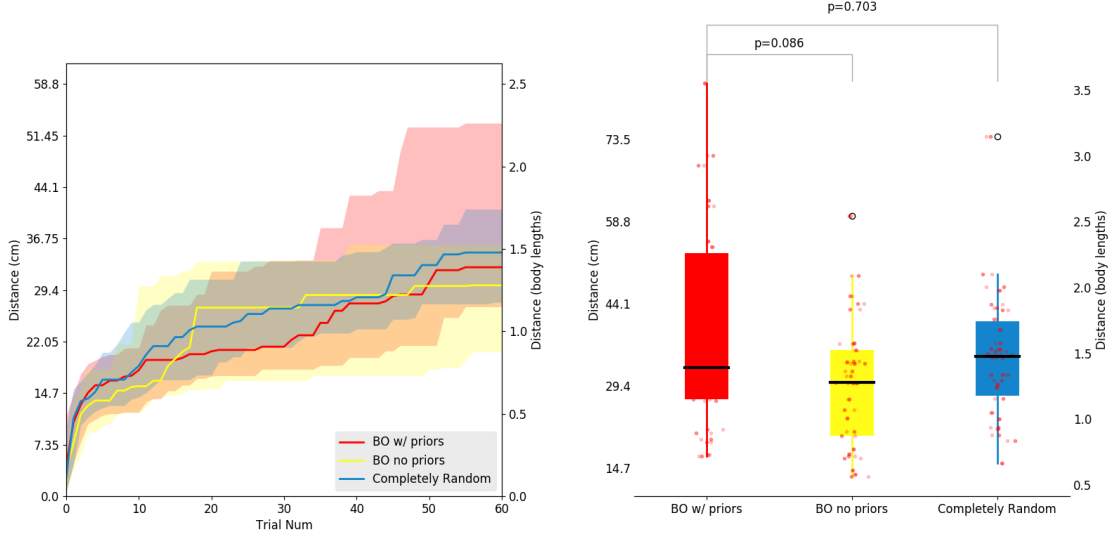 58.8
51.45
44.1
36.75
29.4
22.05
14.7
7.35
0.0
Distance (cm)
0 10 20 30 40 50 60
Trial Num
2.5
2.0
1.5
1.0
0.5
0.0
Distance (body lengths)
BO w/ priors
BO no priors
Completely Random
p=0.703
p=0.086
73.5
58.8
44.1
29.4
14.7
Distance (cm)
BO w/ priors BO no priors Completely Random
3.5
3.0
2.5
2.0
1.5
1.0
0.5
Distance (body lengths)